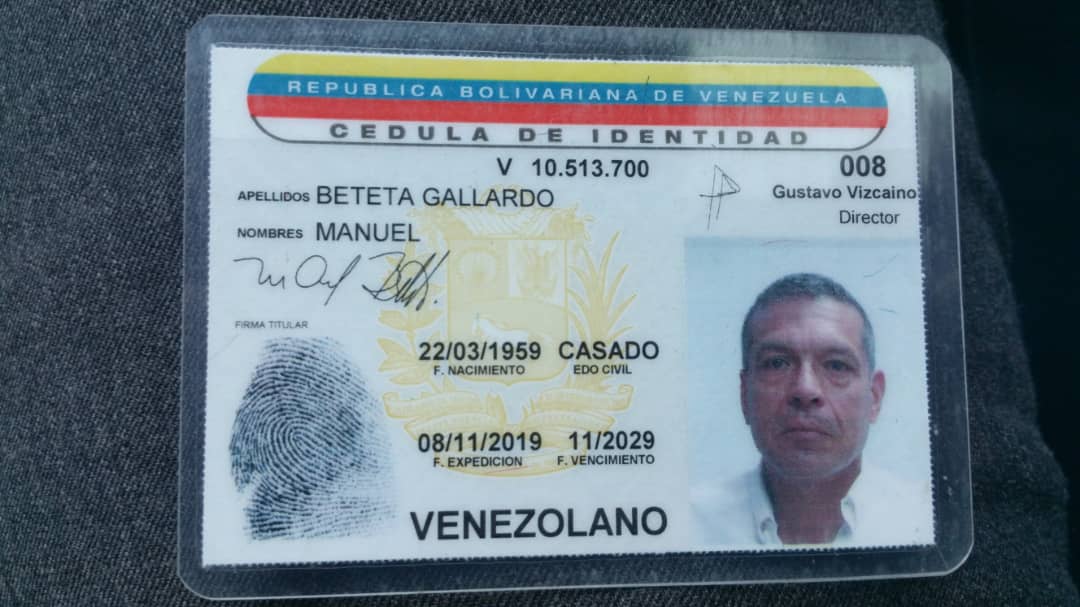 REPUBLICA BOLIVARIANA DE VENEZUELA
CEDULA DE IDENTIDAD
V 10.513.700
008
Gustavo Vizcaino
Director
APELLIDOS BETETA GALLARDO
NOMBRES MANUEL
FIRMA TITULAR
22/03/1959 CASADO
F. NACIMIENTO EDO CIVIL
08/11/2019 11/2029
F. EXPEDICION F. VENCIMIENTO
VENEZOLANO